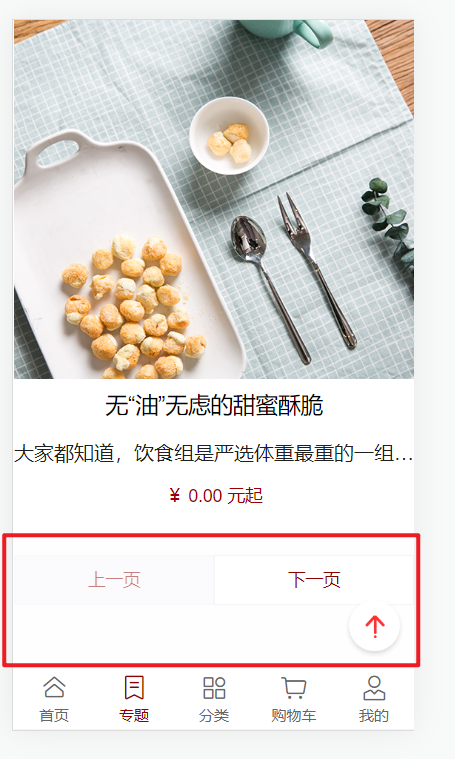 无“油”无虑的甜蜜酥脆
大家都知道，饮食组是严选体重最重的一组...
¥ 0.00 元起
上一页 下一页
首页 专题 分类 购物车 我的